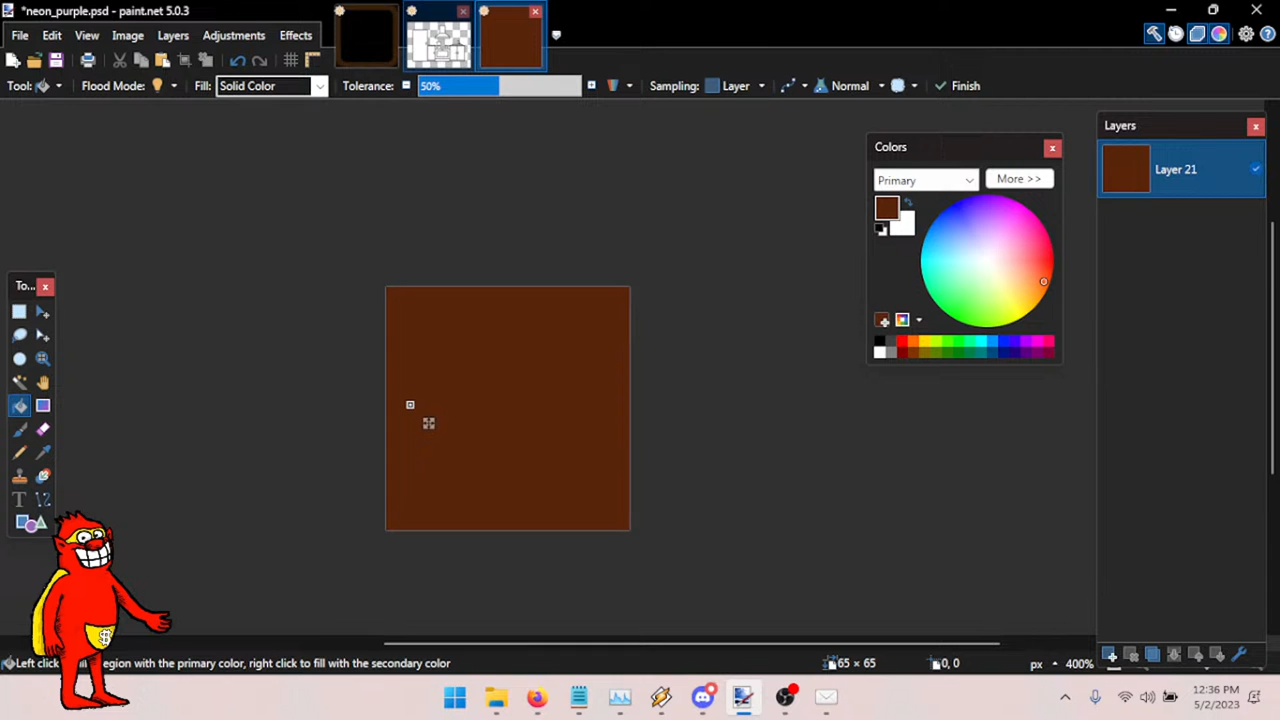 *neon_purple.psd - paint.net 5.0.3
File Edit View Image Layers Adjustments Effects
Tool: Flood Mode: Fill: Solid Color Tolerance: 50% Sampling: Layer Normal Finish
Layers
Colors
Primary More >>
Layer 21
To...
T
$
Left click egion with the primary color, right click to fill with the secondary color 65 × 65 0, 0 px 400%
12:36 PM
5/2/2023